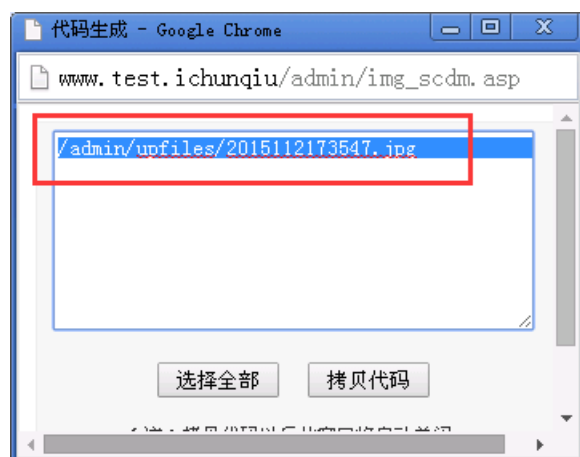 代码生成 - Google Chrome
www.test.ichunqiu/admin/img_scdm.asp
/admin/upfiles/2015112173547.jpg
选择全部 拷贝代码